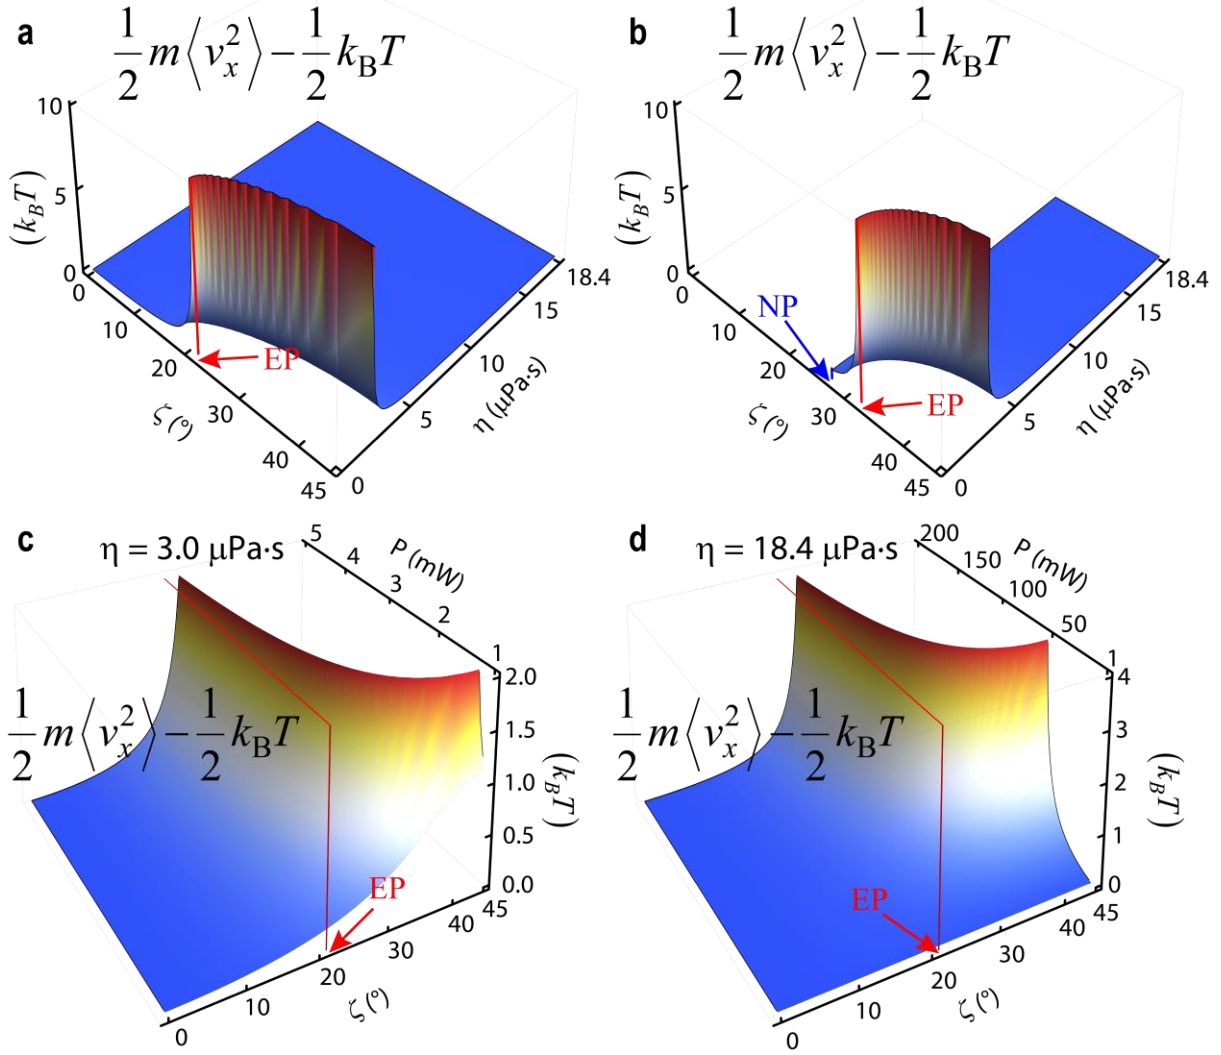 a
1/2 m⟨v_x^2⟩ − 1/2 k_B T
10
5
0
(k_BT)
0
10
20
30
40
45
ζ (°)
EP
0
5
10
15
18.4
η (μPa·s)
b
1/2 m⟨v_x^2⟩ − 1/2 k_B T
10
5
0
(k_BT)
0
10
20
30
40
45
ζ (°)
NP
EP
0
5
10
15
18.4
η (μPa·s)
c
η = 3.0 μPa·s
5
4
3
2
1
P (mW)
1/2 m⟨v_x^2⟩ − 1/2 k_B T
2.0
1.5
1.0
0.5
0.0
(k_BT)
EP
0
10
20
30
40
45
ζ (°)
d
η = 18.4 μPa·s
200
150
100
50
1
P (mW)
1/2 m⟨v_x^2⟩ − 1/2 k_B T
4
3
2
1
0
(k_BT)
EP
0
10
20
30
40
45
ζ (°)